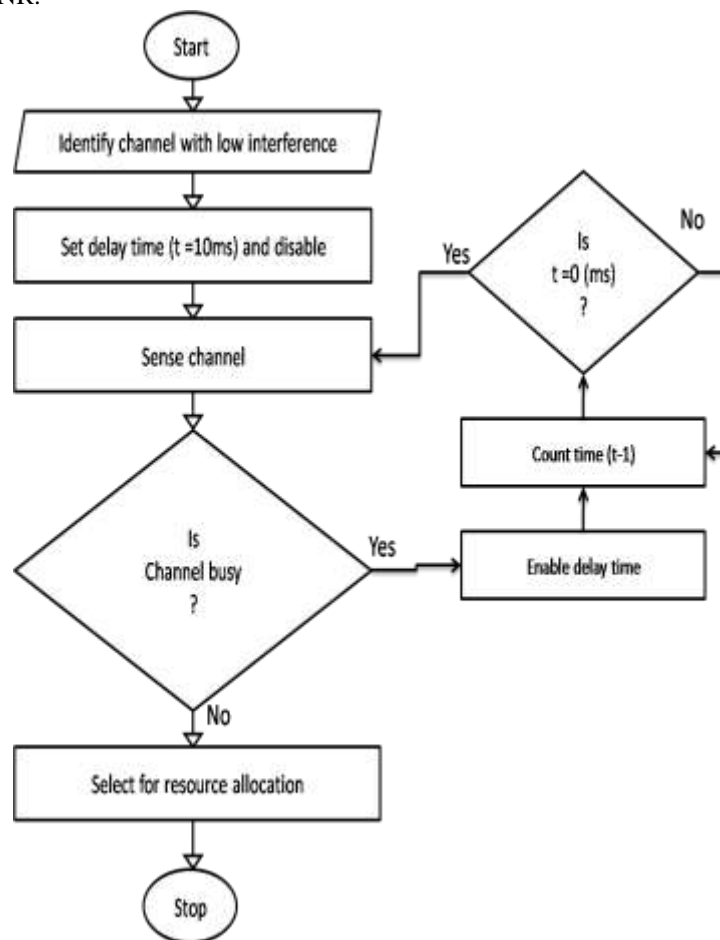 Start
Identify channel with low interference
Set delay time (t =10ms) and disable
Sense channel
Is
Channel busy
?
Yes
No
Select for resource allocation
Stop
Enable delay time
Count time (t-1)
Is
t =0 (ms)
?
Yes
No